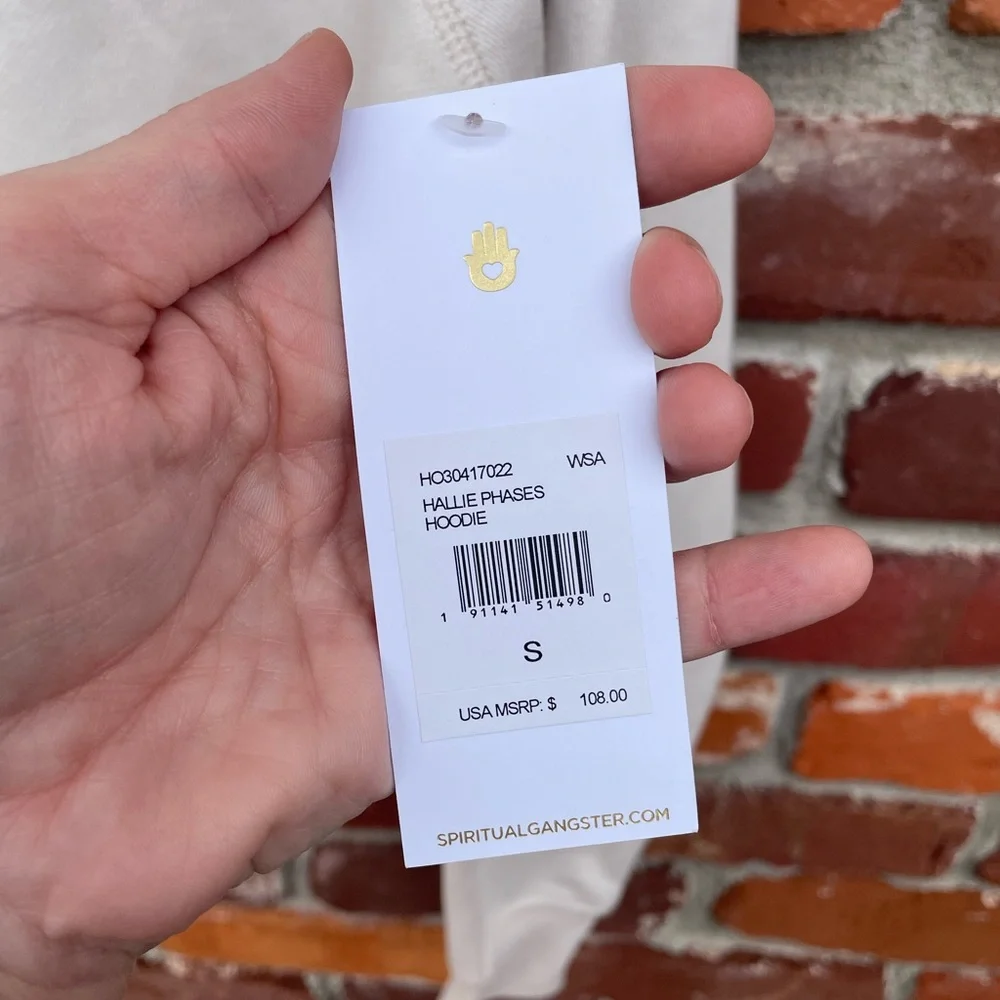 HO30417022 WSA
HALLIE PHASES
HOODIE
1 91141 51498 0
S
USA MSRP: $ 108.00
SPIRITUALGANGSTER.COM